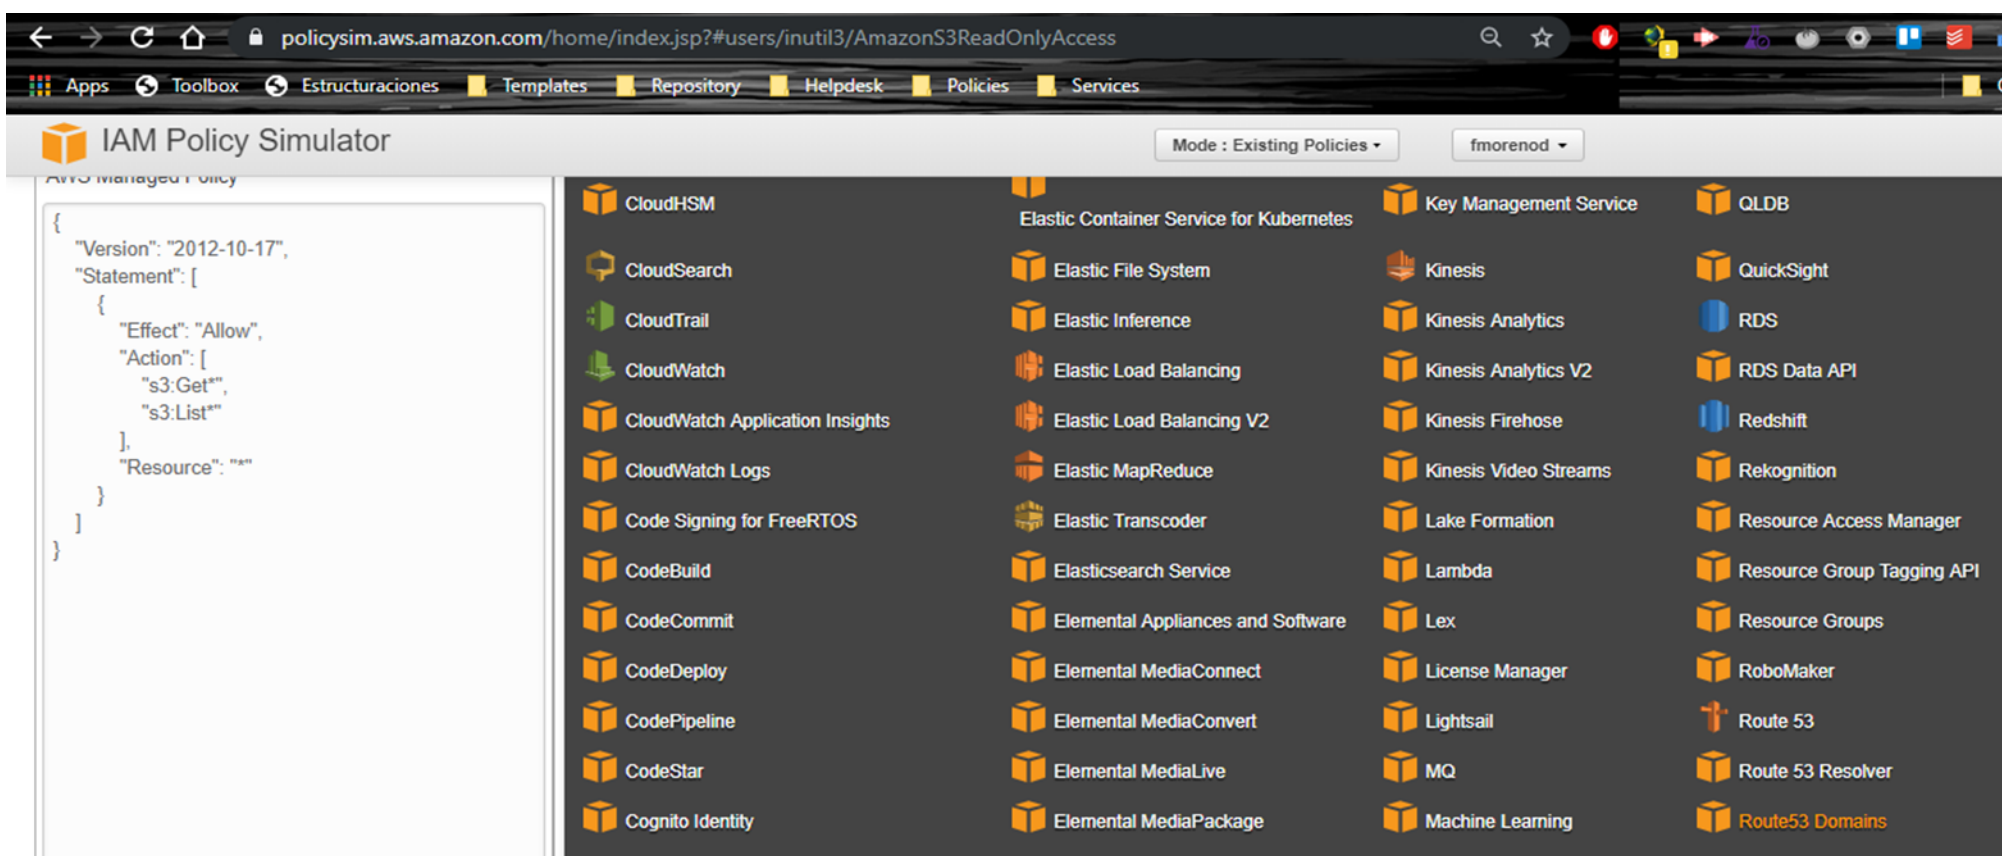 policysim.aws.amazon.com/home/index.jsp?#users/inutil3/AmazonS3ReadOnlyAccess
Apps Toolbox Estructuraciones Templates Repository Helpdesk Policies Services
IAM Policy Simulator
Mode : Existing Policies
fmorenod
AWS Managed Policy
{
"Version": "2012-10-17",
"Statement": [
{
"Effect": "Allow",
"Action": [
"s3:Get*",
"s3:List*"
],
"Resource": "*"
}
]
}
CloudHSM
CloudSearch
CloudTrail
CloudWatch
CloudWatch Application Insights
CloudWatch Logs
Code Signing for FreeRTOS
CodeBuild
CodeCommit
CodeDeploy
CodePipeline
CodeStar
Cognito Identity
Elastic Container Service for Kubernetes
Elastic File System
Elastic Inference
Elastic Load Balancing
Elastic Load Balancing V2
Elastic MapReduce
Elastic Transcoder
Elasticsearch Service
Elemental Appliances and Software
Elemental MediaConnect
Elemental MediaConvert
Elemental MediaLive
Elemental MediaPackage
Key Management Service
Kinesis
Kinesis Analytics
Kinesis Analytics V2
Kinesis Firehose
Kinesis Video Streams
Lake Formation
Lambda
Lex
License Manager
Lightsail
MQ
Machine Learning
QLDB
QuickSight
RDS
RDS Data API
Redshift
Rekognition
Resource Access Manager
Resource Group Tagging API
Resource Groups
RoboMaker
Route 53
Route 53 Resolver
Route53 Domains